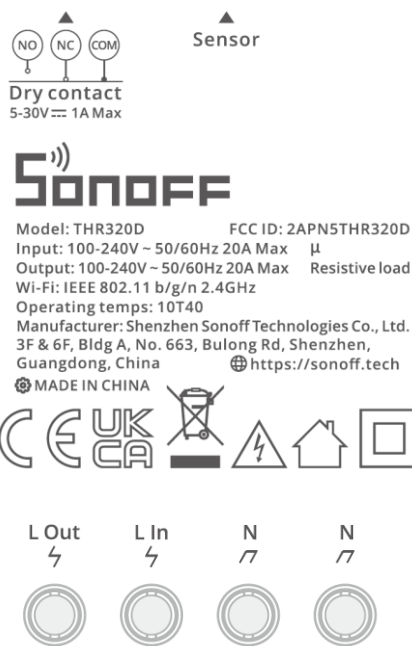 NO NC COM
Sensor
Dry contact
5-30V ⎓ 1A Max
SONOFF
Model: THR320D FCC ID: 2APN5THR320D
Input: 100-240V ~ 50/60Hz 20A Max μ
Output: 100-240V ~ 50/60Hz 20A Max Resistive load
Wi-Fi: IEEE 802.11 b/g/n 2.4GHz
Operating temps: 10T40
Manufacturer: Shenzhen Sonoff Technologies Co., Ltd.
3F & 6F, Bldg A, No. 663, Bulong Rd, Shenzhen,
Guangdong, China https://sonoff.tech
MADE IN CHINA
CE UK
CA
L Out L In N N